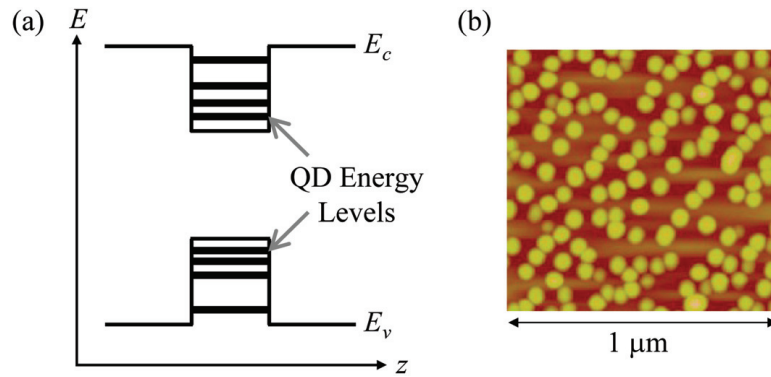 (a)
E
E_c
QD Energy
Levels
E_v
z
(b)
1 μm